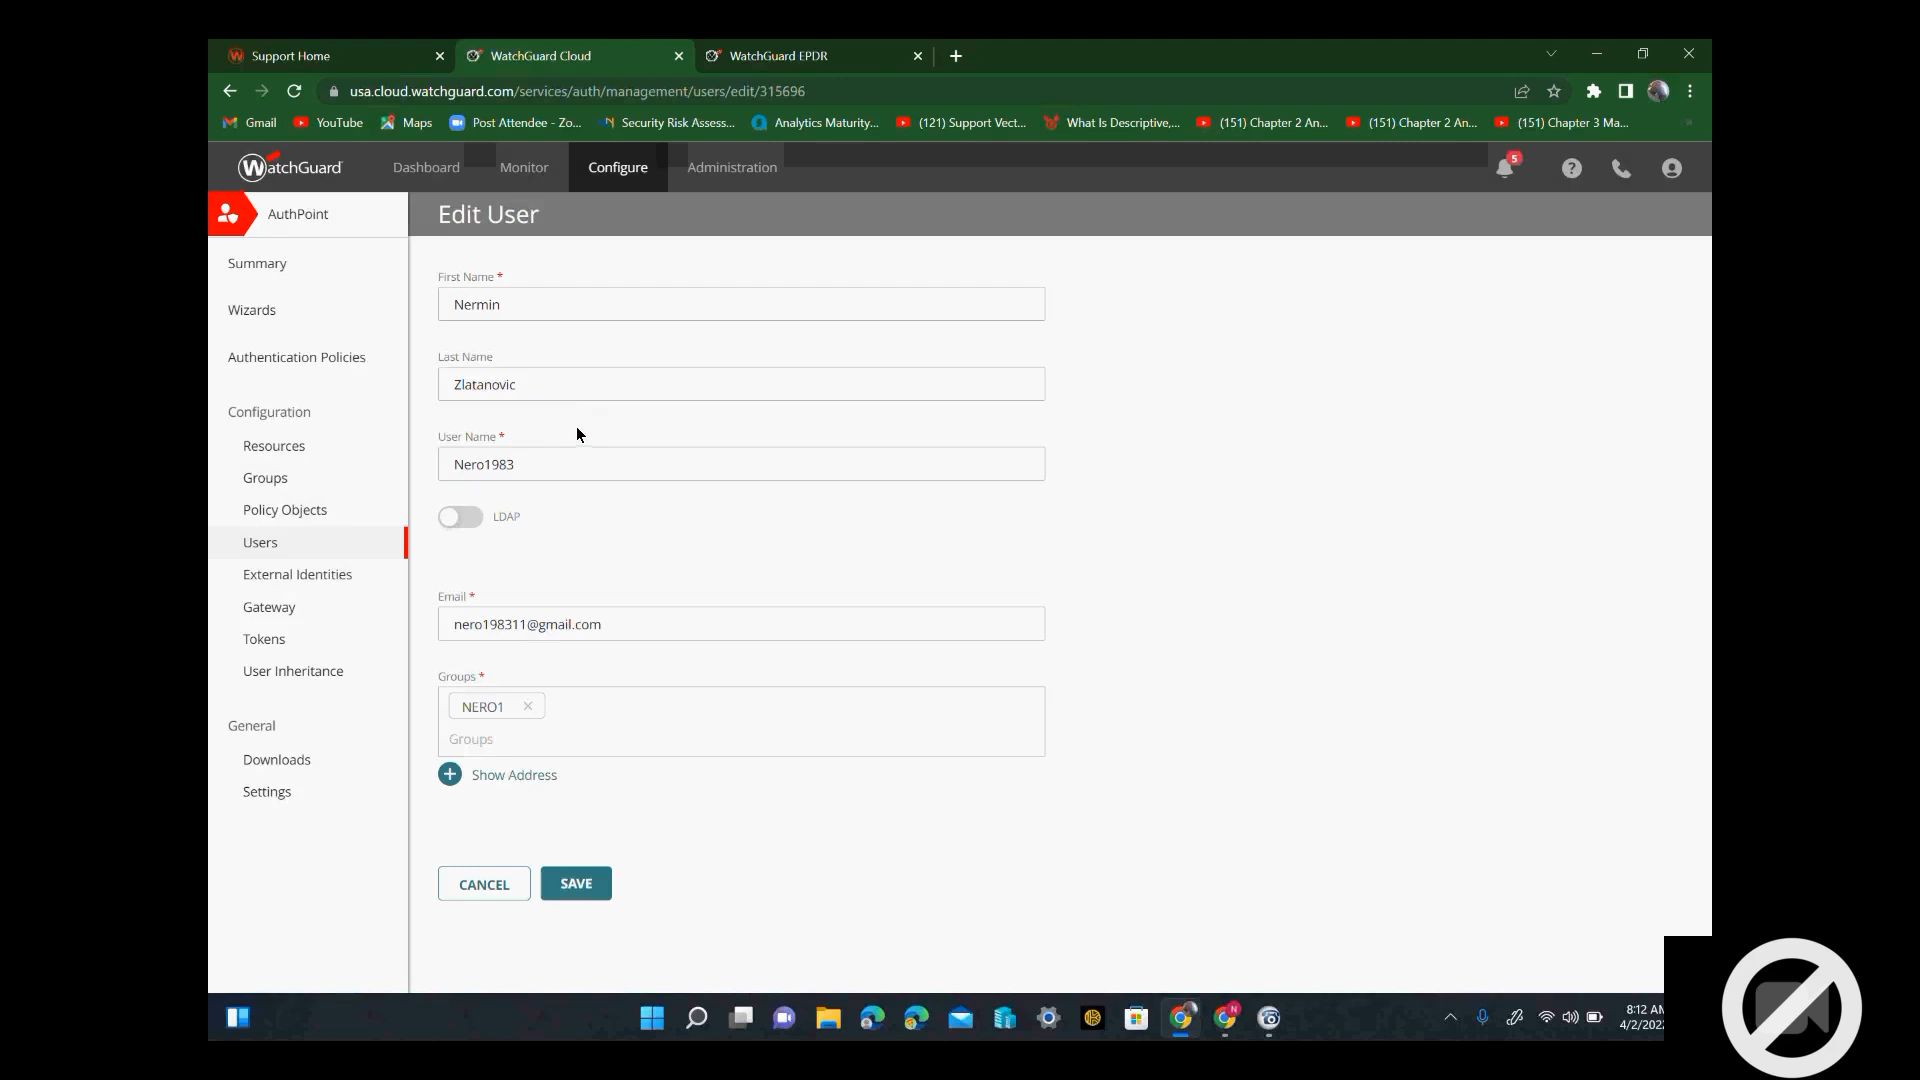 Support Home
WatchGuard Cloud
WatchGuard EPDR
usa.cloud.watchguard.com/services/auth/management/users/edit/315696
Gmail
YouTube
Maps
Post Attendee - Zo...
Security Risk Assess...
Analytics Maturity...
(121) Support Vect...
What Is Descriptive,...
(151) Chapter 2 An...
(151) Chapter 2 An...
(151) Chapter 3 Ma...
WatchGuard
Dashboard
Monitor
Configure
Administration
5
AuthPoint
Edit User
Summary
Wizards
Authentication Policies
Configuration
Resources
Groups
Policy Objects
Users
External Identities
Gateway
Tokens
User Inheritance
General
Downloads
Settings
First Name *
Nermin
Last Name
Zlatanovic
User Name *
Nero1983
LDAP
Email *
nero198311@gmail.com
Groups *
NERO1
Groups
Show Address
CANCEL
SAVE
8:12 AM
4/2/202